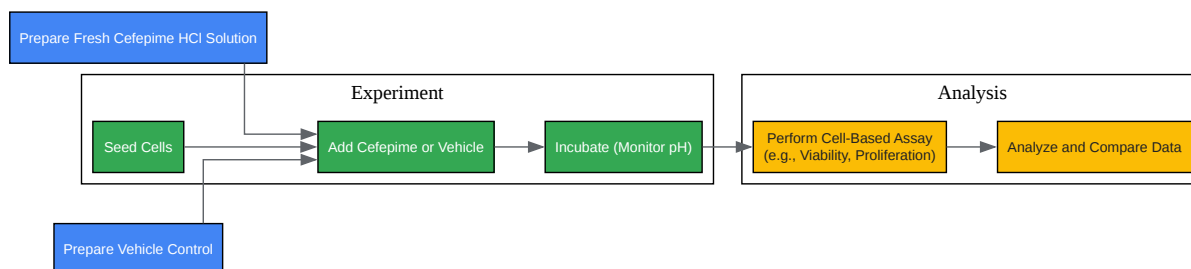 Prepare Fresh Cefepime HCl Solution
Experiment
Analysis
Seed Cells
Add Cefepime or Vehicle
Incubate (Monitor pH)
Perform Cell-Based Assay
(e.g., Viability, Proliferation)
Analyze and Compare Data
Prepare Vehicle Control